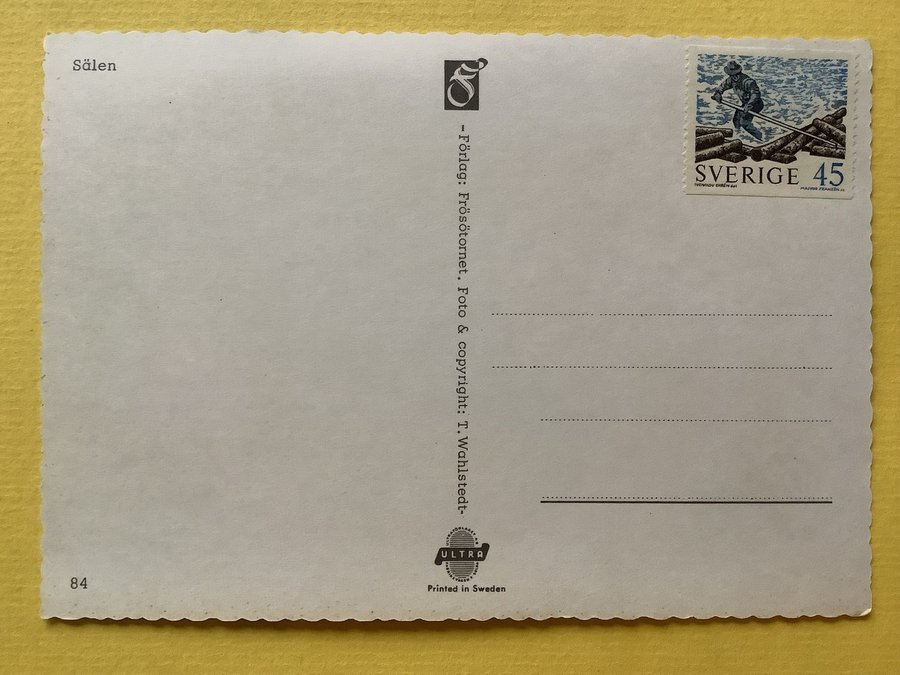 Sälen
- Förlag: Frösötornet. Foto & copyright: T. Wahlstedt-
SVERIGE 45
84
ULTRA
Printed in Sweden